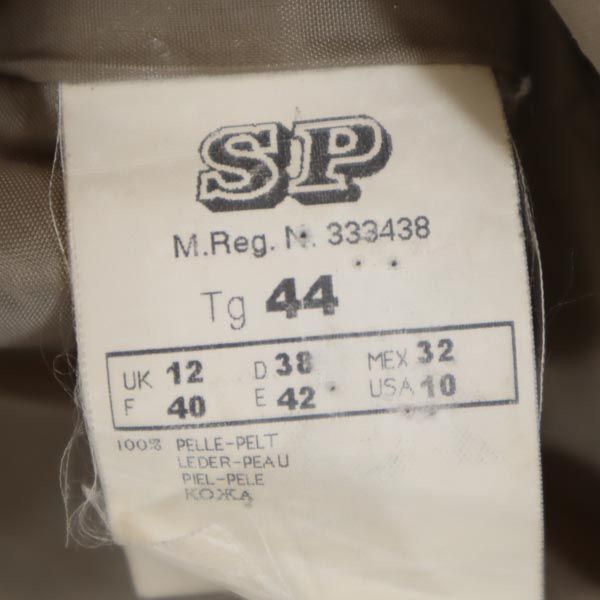 SP
M.Reg. N. 333438
Tg 44
UK 12 D 38 MEX 32
F 40 E 42 USA 10
100% PELLE-PELT
LEDER-PEAU
PIEL-PELE
КОЖА